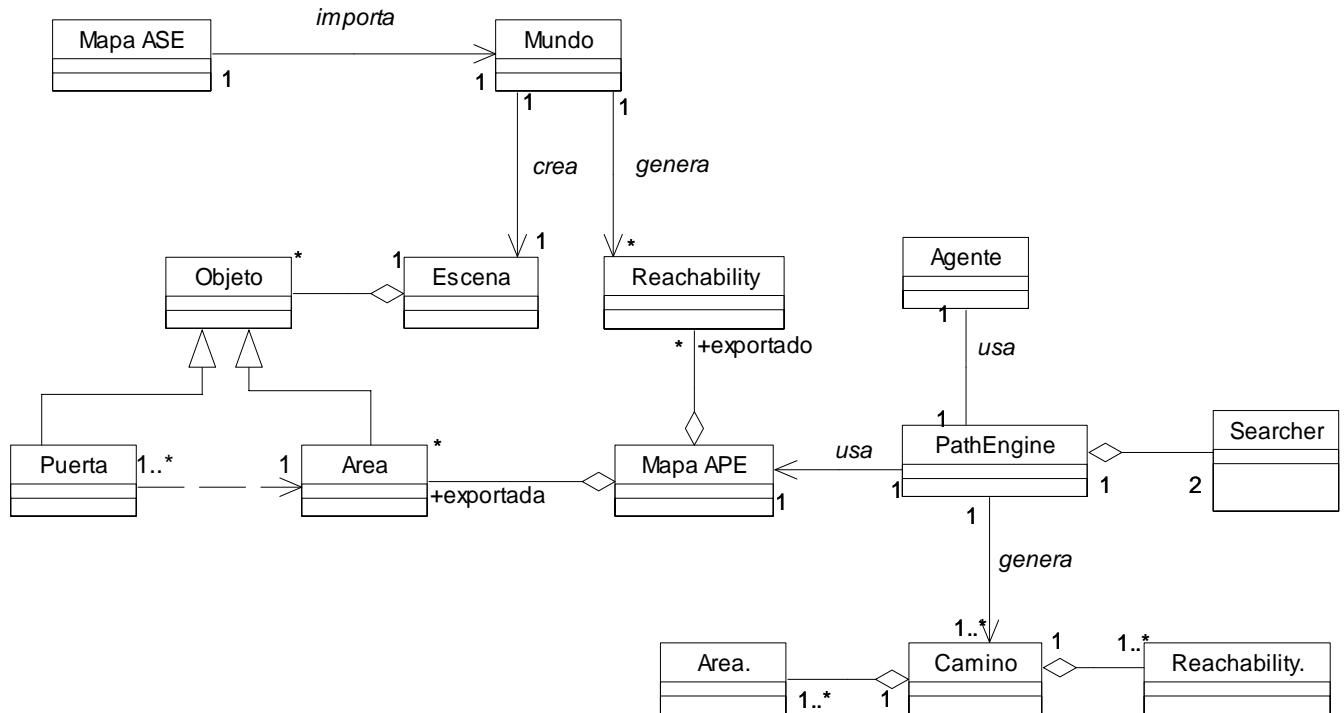 importa
Mapa ASE
Mundo
1
1
1
1
crea
genera
*
1
1
*
Objeto
Escena
Reachability
Agente
1
* +exportado
usa
1
Puerta
1..*
1
Area
*
+exportada
Mapa APE
1
usa
PathEngine
1
1
1
2
Searcher
genera
1..*
1
1..*
Area.
Camino
Reachability.
1..*
1